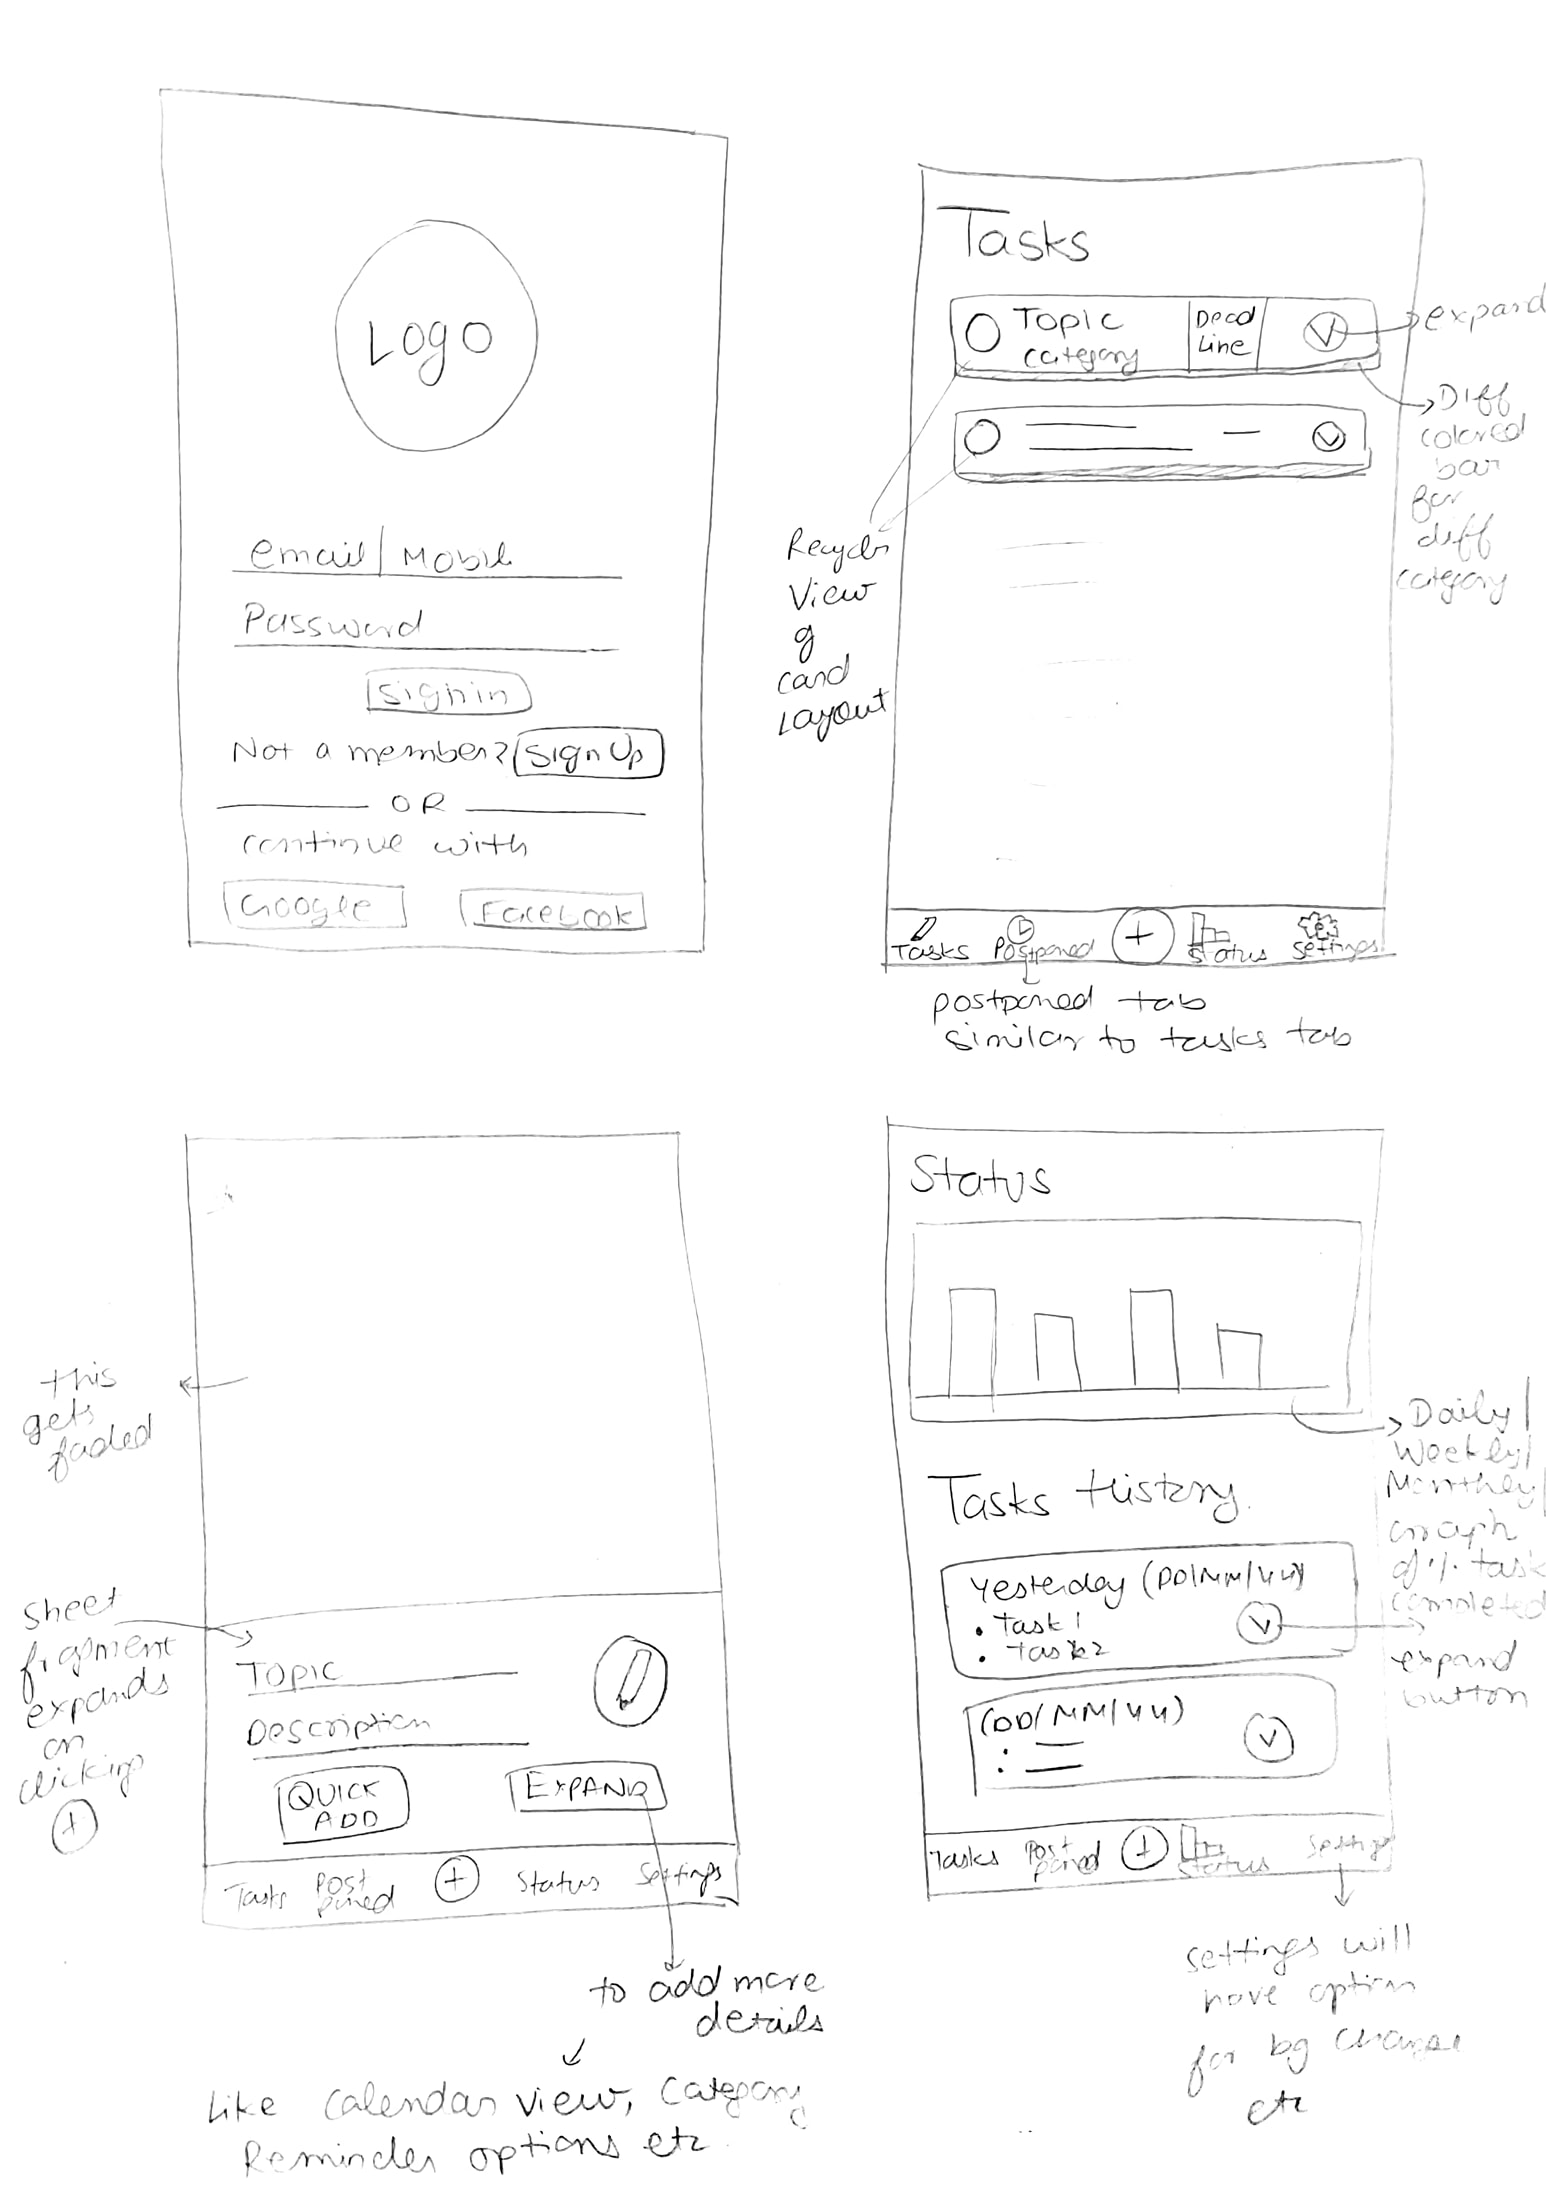 Logo
email/Mobile
Password
Sign in
Not a member? Sign Up
OR
continue with
Google
Facebook
Tasks
Topic
category
Dead
Line
expand
Diff
colored
bar
for
diff
category
Recycler
View
of
card
Layout
Tasks
Postponed
+
Status
Settings
postponed tab
similar to tasks tab
this
gets
faded
Sheet
fragment
expands
on
clicking
+
Topic
Description
QUICK
ADD
EXPAND
Tasks
Post
poned
+
Status
Settings
to add more
details
Like Calendar view, Category
Reminder options etc
Status
Daily/
Weekly/
Monthly/
Graph
of % task
completed
Tasks History
Yesterday (DD/MM/YY)
• Task 1
• Task 2
expand
button
(DD/MM/YY)
Tasks
Post
poned
+
Status
Settings
settings will
have option
for bg change
etc